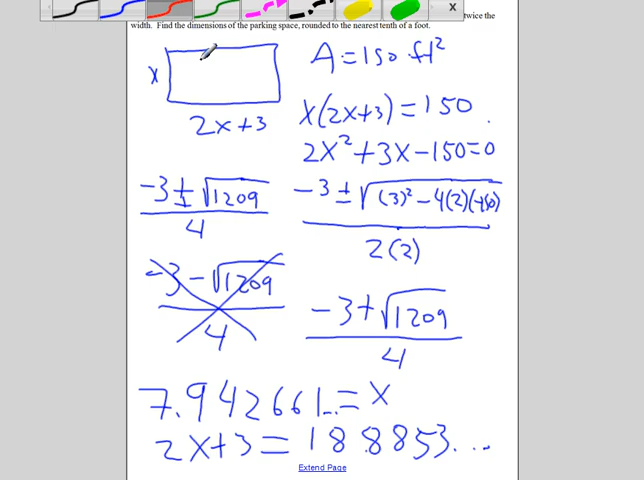 twice the
width. Find the dimensions of the parking space, rounded to the nearest tenth of a foot.
A = 150 ft²
x
2x+3
x(2x+3) = 150
2x² + 3x - 150 = 0
-3 ± √1209 / 4
-3 ± √(3)² - 4(2)(-150) / 2(2)
-3 - √1209 / 4
-3 + √1209 / 4
7.942661... = x
2x+3 = 18.8853...
Extend Page
x